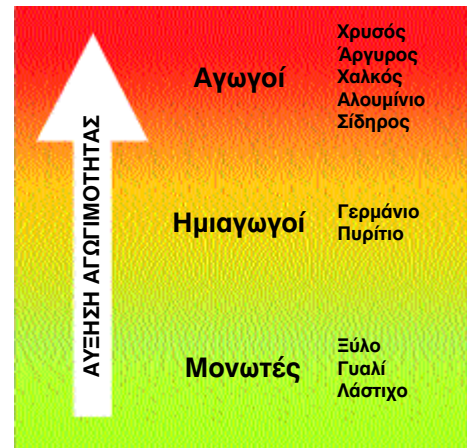 Χρυσός
Άργυρος
Χαλκός
Αλουμίνιο
Σίδηρος
Αγωγοί
Γερμάνιο
Πυρίτιο
Ημιαγωγοί
Ξύλο
Γυαλί
Λάστιχο
Μονωτές
ΑΥΞΗΣΗ ΑΓΩΓΙΜΟΤΗΤΑΣ